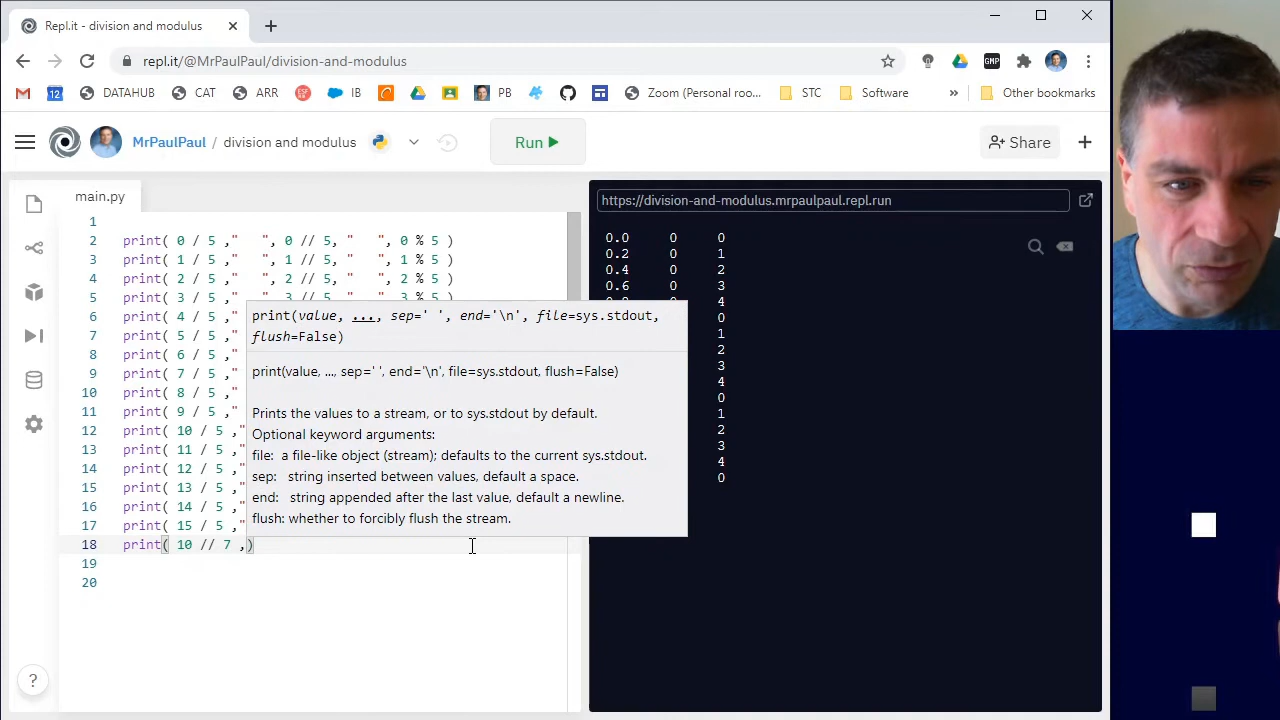 Repl.it - division and modulus
repl.it/@MrPaulPaul/division-and-modulus
GMP
12 DATAHUB CAT ARR ESF IB PB Zoom (Personal roo... STC Software » Other bookmarks
MrPaulPaul / division and modulus Run Share
main.py
https://division-and-modulus.mrpaulpaul.repl.run
1
2 print( 0 / 5 ,"   ", 0 // 5, "   ", 0 % 5 )
3 print( 1 / 5 ,"   ", 1 // 5, "   ", 1 % 5 )
4 print( 2 / 5 ,"   ", 2 // 5, "   ", 2 % 5 )
5 print( 3 / 5 ,"   ", 3 // 5, "   ", 3 % 5 )
6 print( 4 / 5 ,"
7 print( 5 / 5 ,"
8 print( 6 / 5 ,"
9 print( 7 / 5 ,"
10 print( 8 / 5 ,"
11 print( 9 / 5 ,"
12 print( 10 / 5 ,"
13 print( 11 / 5 ,"
14 print( 12 / 5 ,"
15 print( 13 / 5 ,"
16 print( 14 / 5 ,"
17 print( 15 / 5 ,"
18 print( 10 // 7 ,)
19
20
print(value, ..., sep=' ', end='\n', file=sys.stdout,
flush=False)
print(value, ..., sep=' ', end='\n', file=sys.stdout, flush=False)
Prints the values to a stream, or to sys.stdout by default.
Optional keyword arguments:
file: a file-like object (stream); defaults to the current sys.stdout.
sep: string inserted between values, default a space.
end: string appended after the last value, default a newline.
flush: whether to forcibly flush the stream.
0.0 0 0
0.2 0 1
0.4 0 2
0.6 0 3
4
0
1
2
3
4
0
1
2
3
4
0
?